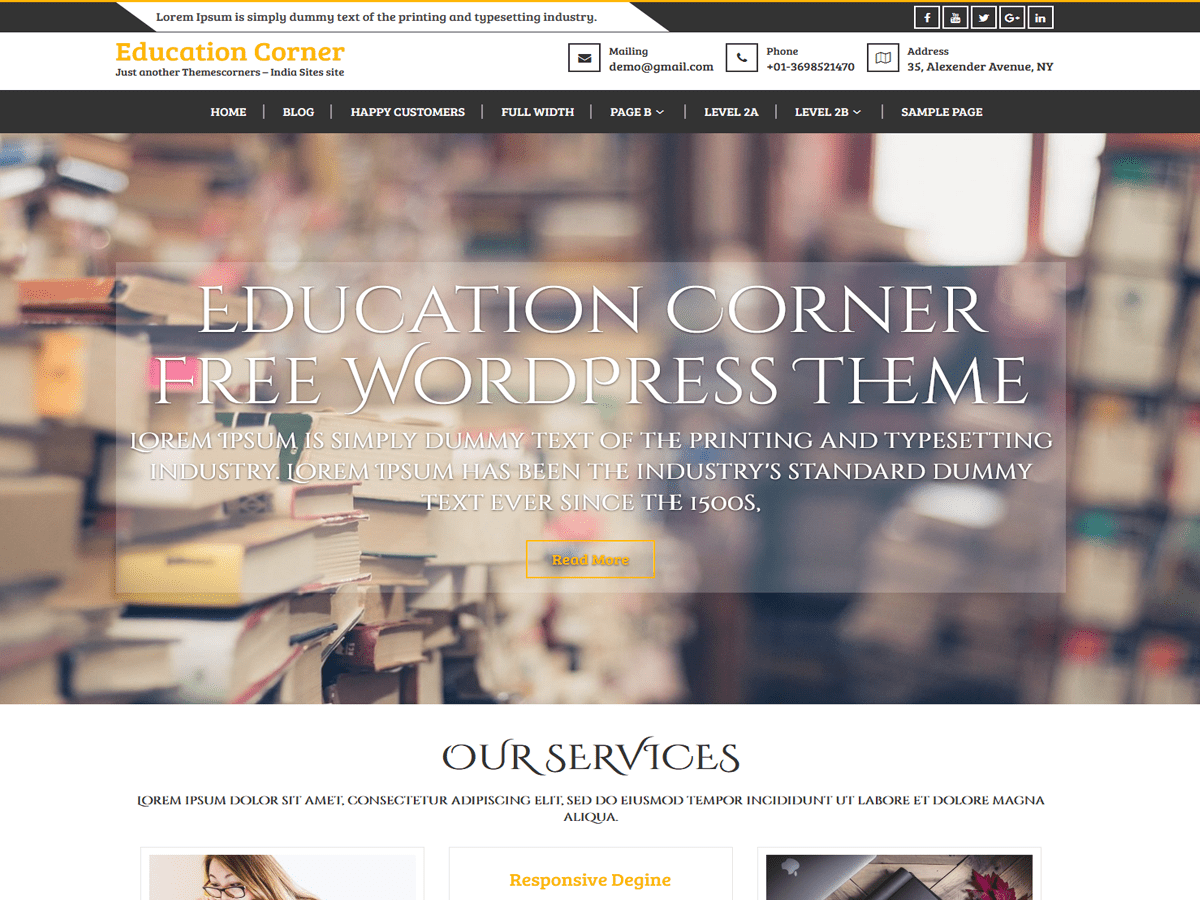 Lorem Ipsum is simply dummy text of the printing and typesetting industry.
Education Corner
Just another Themescorners – India Sites site
Mailing
demo@gmail.com
Phone
+01-3698521470
Address
35, Alexender Avenue, NY
HOME
BLOG
HAPPY CUSTOMERS
FULL WIDTH
PAGE B
LEVEL 2A
LEVEL 2B
SAMPLE PAGE
Education Corner
Free WordPress Theme
Lorem Ipsum is simply dummy text of the printing and typesetting
industry. Lorem Ipsum has been the industry's standard dummy
text ever since the 1500s,
Read More
Our Services
Lorem ipsum dolor sit amet, consectetur adipiscing elit, sed do eiusmod tempor incididunt ut labore et dolore magna
aliqua.
Responsive Degine